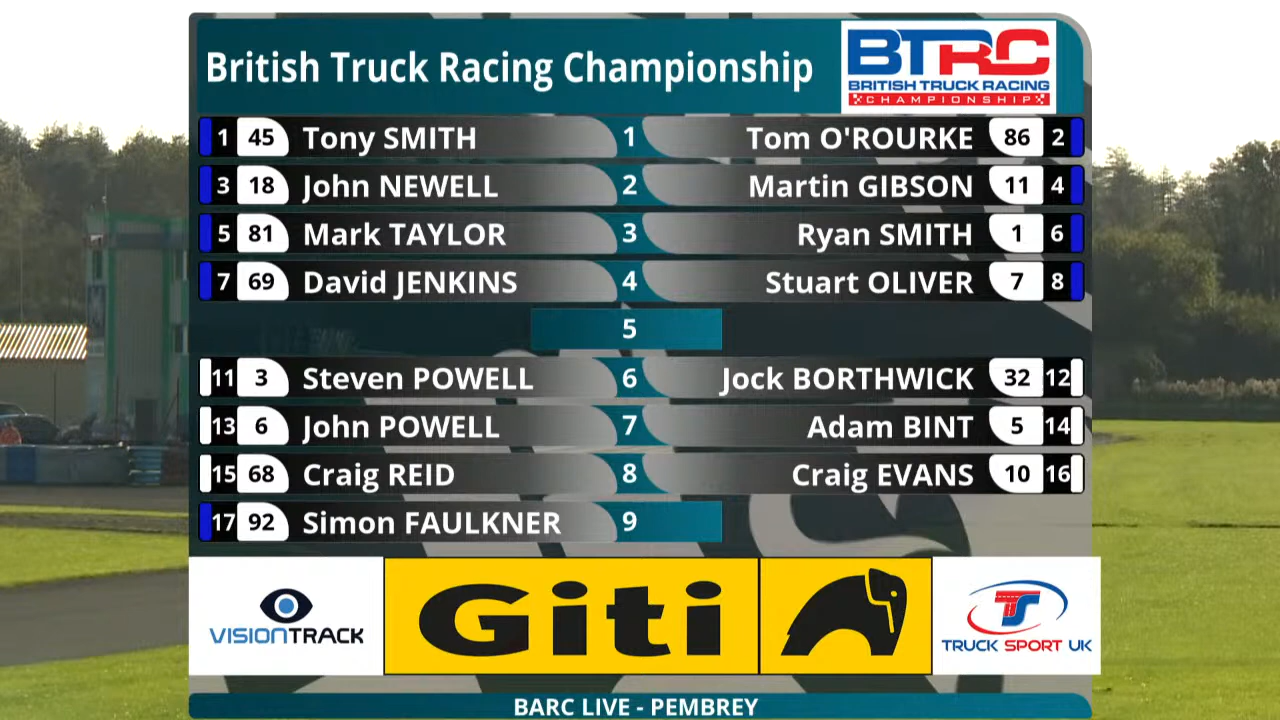 British Truck Racing Championship
BTRC
BRITISH TRUCK RACING
CHAMPIONSHIP
1 45 Tony SMITH 1 Tom O'ROURKE 86 2
3 18 John NEWELL 2 Martin GIBSON 11 4
5 81 Mark TAYLOR 3 Ryan SMITH 1 6
7 69 David JENKINS 4 Stuart OLIVER 7 8
5
11 3 Steven POWELL 6 Jock BORTHWICK 32 12
13 6 John POWELL 7 Adam BINT 5 14
15 68 Craig REID 8 Craig EVANS 10 16
17 92 Simon FAULKNER 9
VISIONTRACK
Giti
TS
TRUCK SPORT UK
BARC LIVE - PEMBREY